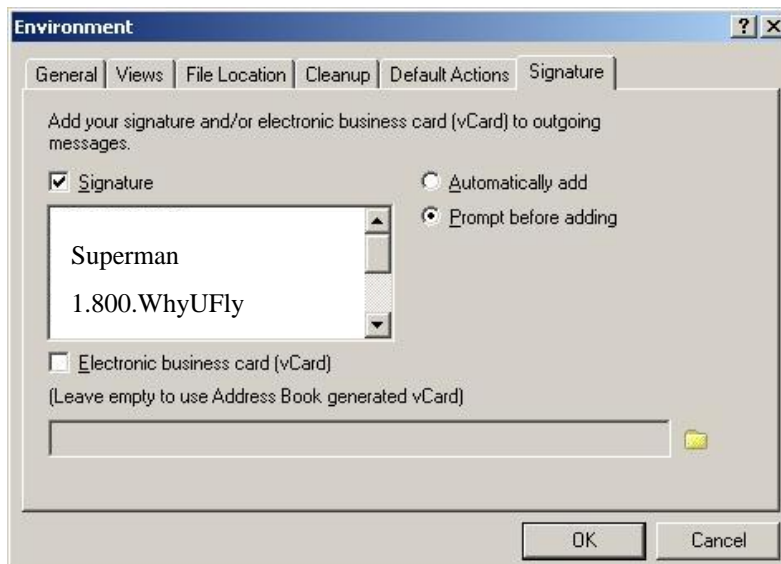 Environment
General Views File Location Cleanup Default Actions Signature
Add your signature and/or electronic business card (vCard) to outgoing
messages.
Signature
Automatically add
Prompt before adding
Superman
1.800.WhyUFly
Electronic business card (vCard)
(Leave empty to use Address Book generated vCard)
OK Cancel